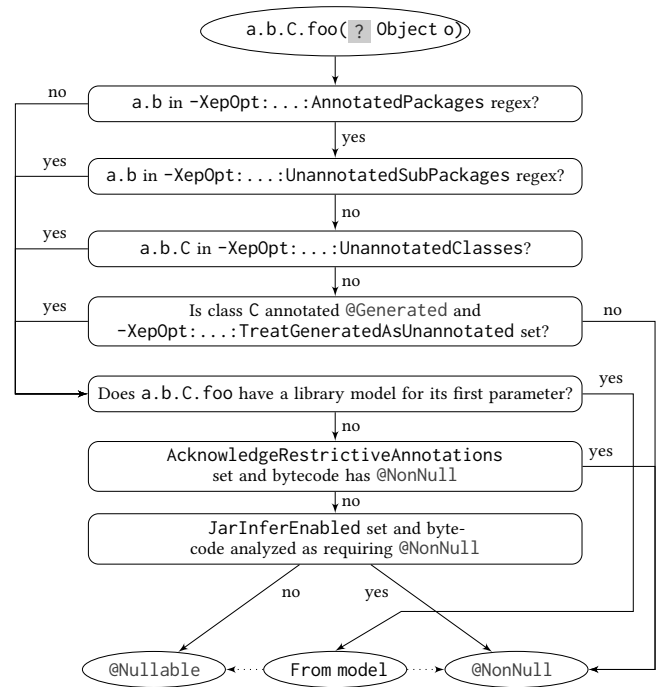 a.b.C.foo( ? Object o)
no
a.b in -XepOpt:...:AnnotatedPackages regex?
yes
yes
a.b in -XepOpt:...:UnannotatedSubPackages regex?
no
yes
a.b.C in -XepOpt:...:UnannotatedClasses?
no
yes
Is class C annotated @Generated and
-XepOpt:...:TreatGeneratedAsUnannotated set?
no
Does a.b.C.foo have a library model for its first parameter?
yes
no
AcknowledgeRestrictiveAnnotations
set and bytecode has @NonNull
yes
no
JarInferEnabled set and byte-
code analyzed as requiring @NonNull
no
yes
@Nullable
From model
@NonNull